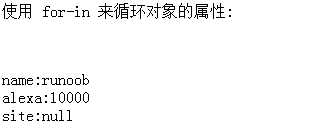 使用 for-in 来循环对象的属性:
name:runoob
alexa:10000
site:null